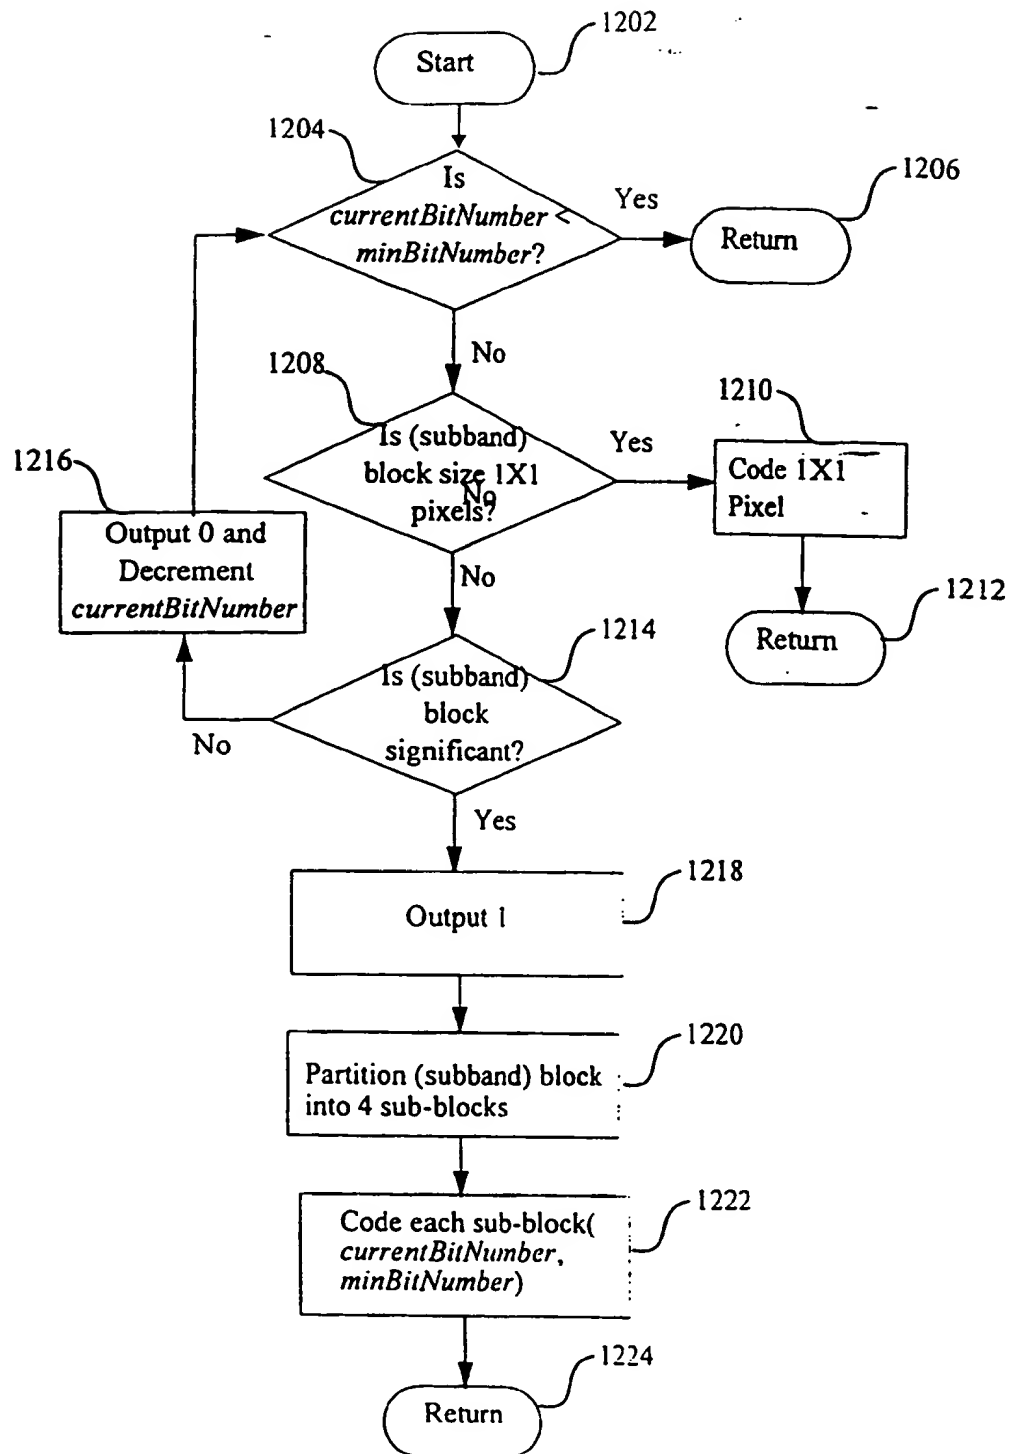 1202
Start
1204
Is
currentBitNumber <
minBitNumber?
Yes
1206
Return
No
1208
Is (subband)
block size 1X1
pixels?
No
Yes
1210
Code 1X1
Pixel
1212
Return
1216
Output 0 and
Decrement
currentBitNumber
No
1214
Is (subband)
block
significant?
No
Yes
1218
Output 1
1220
Partition (subband) block
into 4 sub-blocks
1222
Code each sub-block(
currentBitNumber,
minBitNumber)
1224
Return